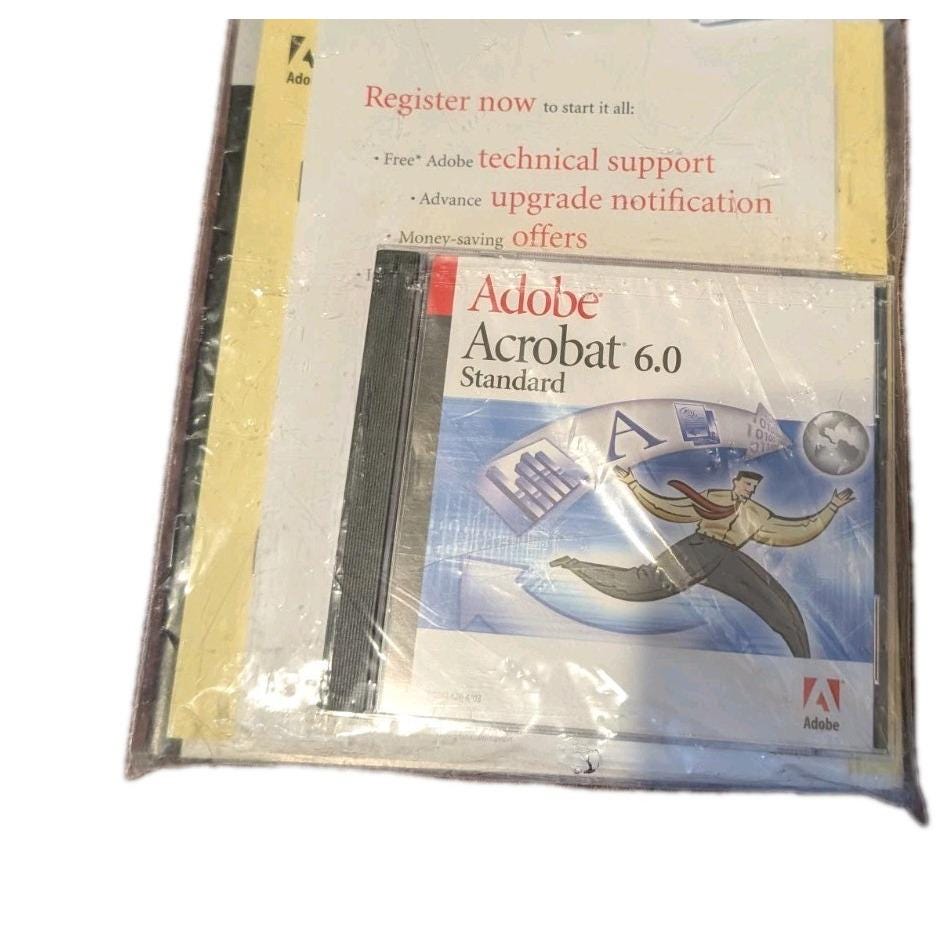 Ado
Register now to start it all:
• Free* Adobe technical support
• Advance upgrade notification
• Money-saving offers
Adobe®
Acrobat® 6.0
Standard
A
Adobe